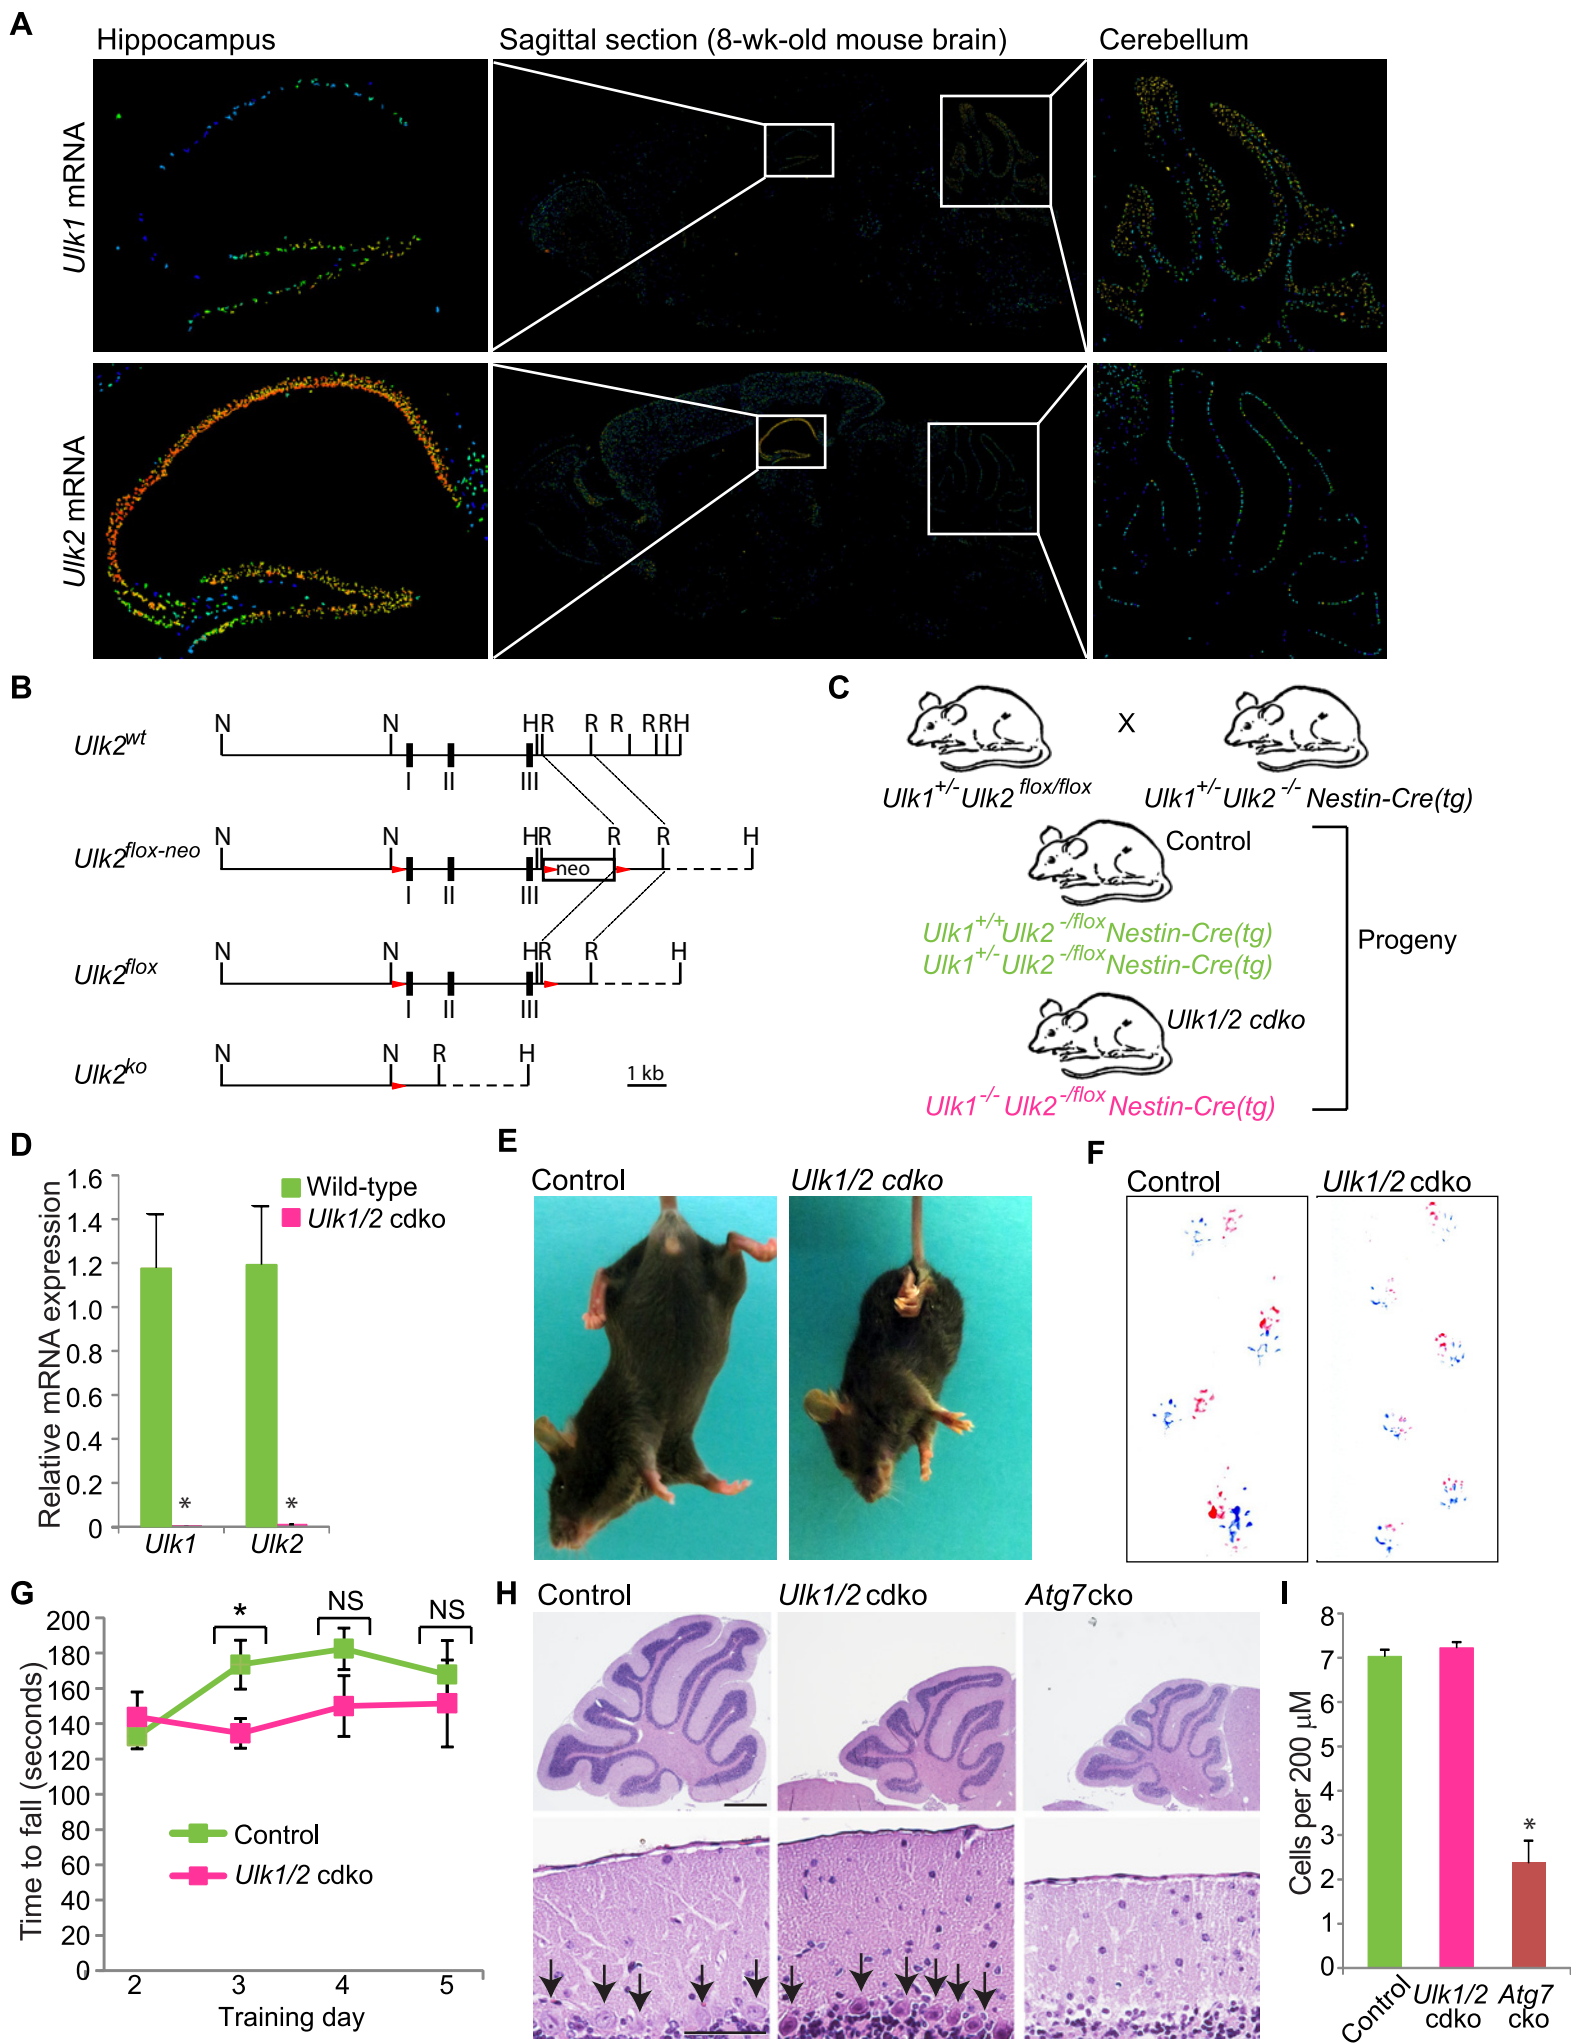 A
Hippocampus
Sagittal section (8-wk-old mouse brain)
Cerebellum
Ulk1 mRNA
Ulk2 mRNA
B
Ulk2wt
N N H R R R R R H
I II III
Ulk2flox-neo
N N H R R R H
neo
I II III
Ulk2flox
N N H R R H
I II III
Ulk2ko
N N R H
1 kb
C
X
Ulk1+/-Ulk2 flox/flox
Ulk1+/-Ulk2 -/- Nestin-Cre(tg)
Control
Ulk1+/+Ulk2 -/flox Nestin-Cre(tg)
Ulk1+/-Ulk2 -/flox Nestin-Cre(tg)
Progeny
Ulk1/2 cdko
Ulk1-/- Ulk2-/flox Nestin-Cre(tg)
D
Relative mRNA expression
1.6
1.4
1.2
1.0
0.8
0.6
0.4
0.2
0
Wild-type
Ulk1/2 cdko
* *
Ulk1 Ulk2
E
Control
Ulk1/2 cdko
F
Control
Ulk1/2 cdko
G
Time to fall (seconds)
200
180
160
140
120
100
80
60
40
20
0
* NS NS
Control
Ulk1/2 cdko
2 3 4 5
Training day
H
Control
Ulk1/2 cdko
Atg7cko
I
Cells per 200 µM
8
7
6
5
4
3
2
1
0
*
Control
Ulk1/2 cdko
Atg7 cko